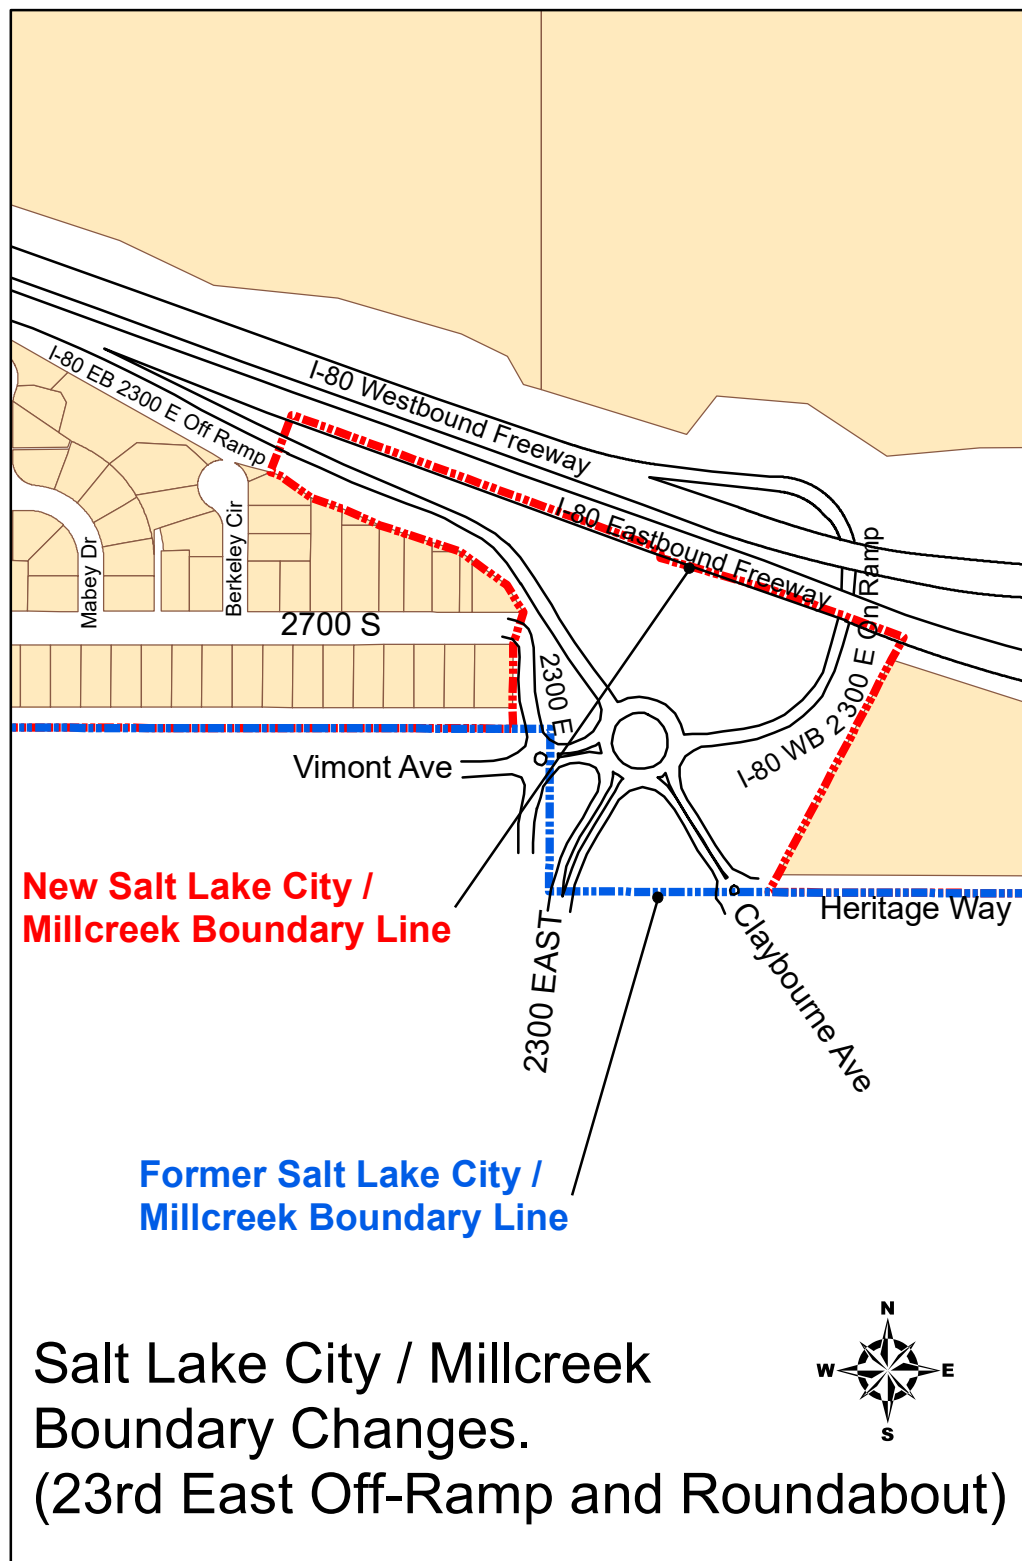 I-80 Westbound Freeway
I-80 EB 2300 E Off Ramp
I-80 Eastbound Freeway
I-80 WB 2300 E On Ramp
Mabey Dr
Berkeley Cir
2700 S
2300 E
Vimont Ave
New Salt Lake City /
Millcreek Boundary Line
Heritage Way
2300 EAST
Claybourne Ave
Former Salt Lake City /
Millcreek Boundary Line
N
W
E
S
Salt Lake City / Millcreek
Boundary Changes.
(23rd East Off-Ramp and Roundabout)